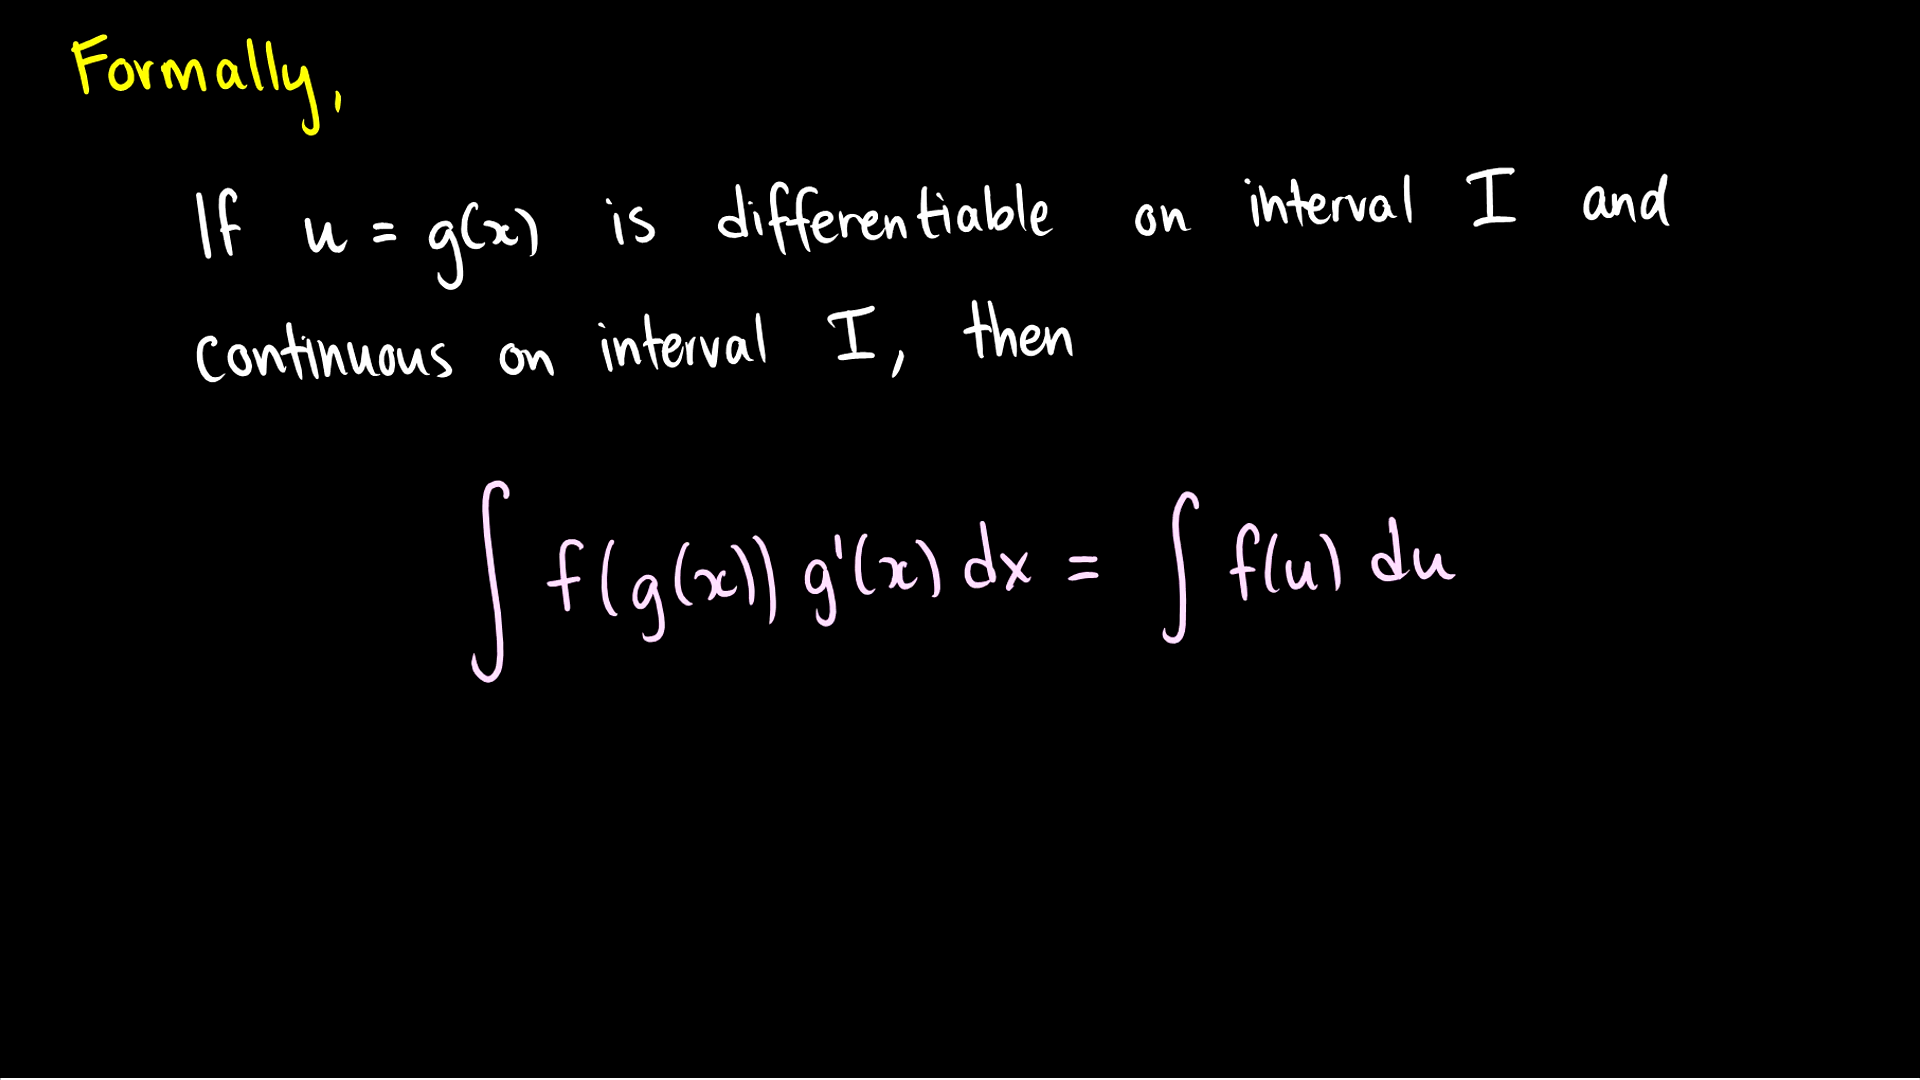 Formally,
If u = g(x) is differentiable on interval I and
continuous on interval I, then
∫ f(g(x)) g'(x) dx = ∫ f(u) du